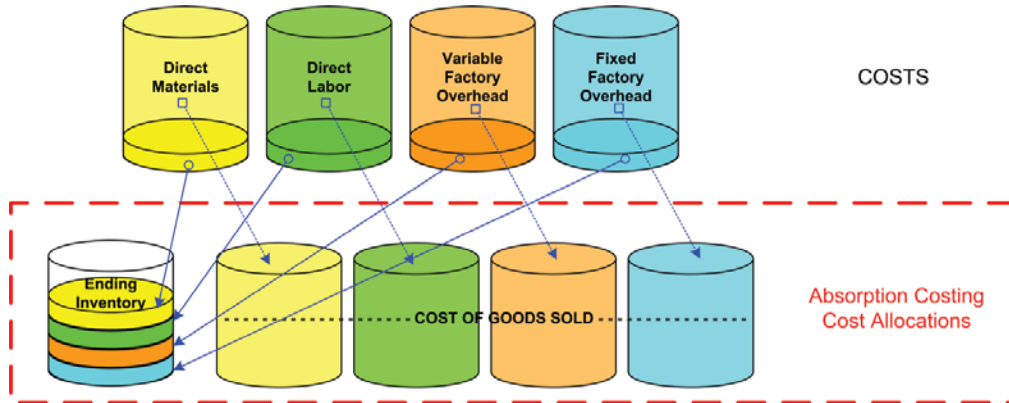 Direct
Materials
Direct
Labor
Variable
Factory
Overhead
Fixed
Factory
Overhead
COSTS
Ending
Inventory
COST OF GOODS SOLD
Absorption Costing
Cost Allocations